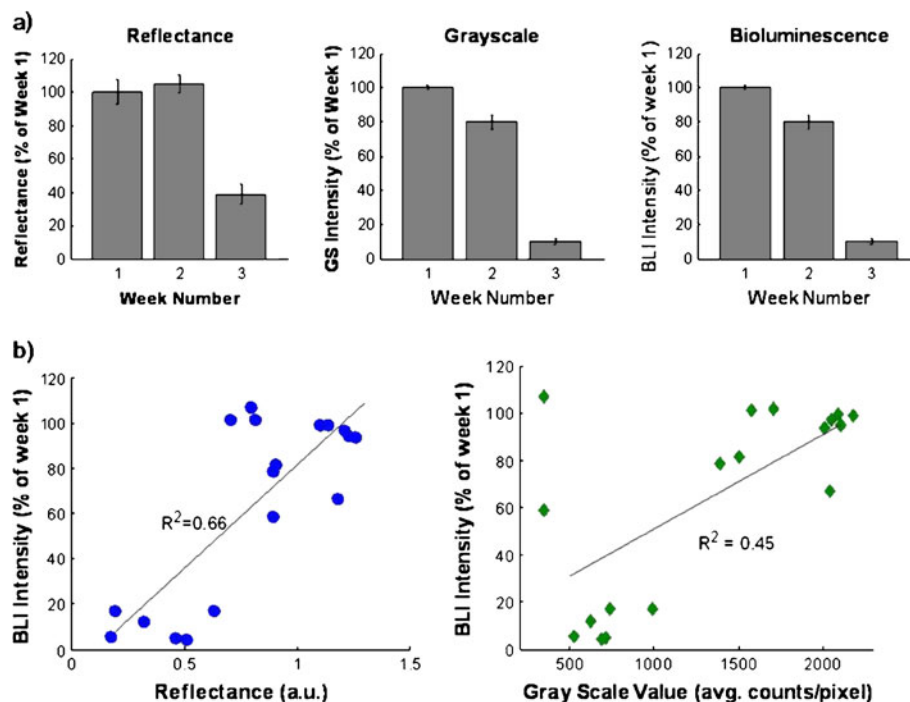 a)
Reflectance
Reflectance (% of Week 1)
120
100
80
60
40
20
0
1 2 3
Week Number
Grayscale
GS Intensity (% of Week 1)
120
100
80
60
40
20
0
1 2 3
Week Number
Bioluminescence
BLI Intensity (% of week 1)
120
100
80
60
40
20
0
1 2 3
Week Number
b)
BLI Intensity (% of week 1)
120
100
80
60
40
20
0
R²=0.66
0 0.5 1 1.5
Reflectance (a.u.)
BLI Intensity (% of week 1)
120
100
80
60
40
20
0
R² = 0.45
500 1000 1500 2000
Gray Scale Value (avg. counts/pixel)